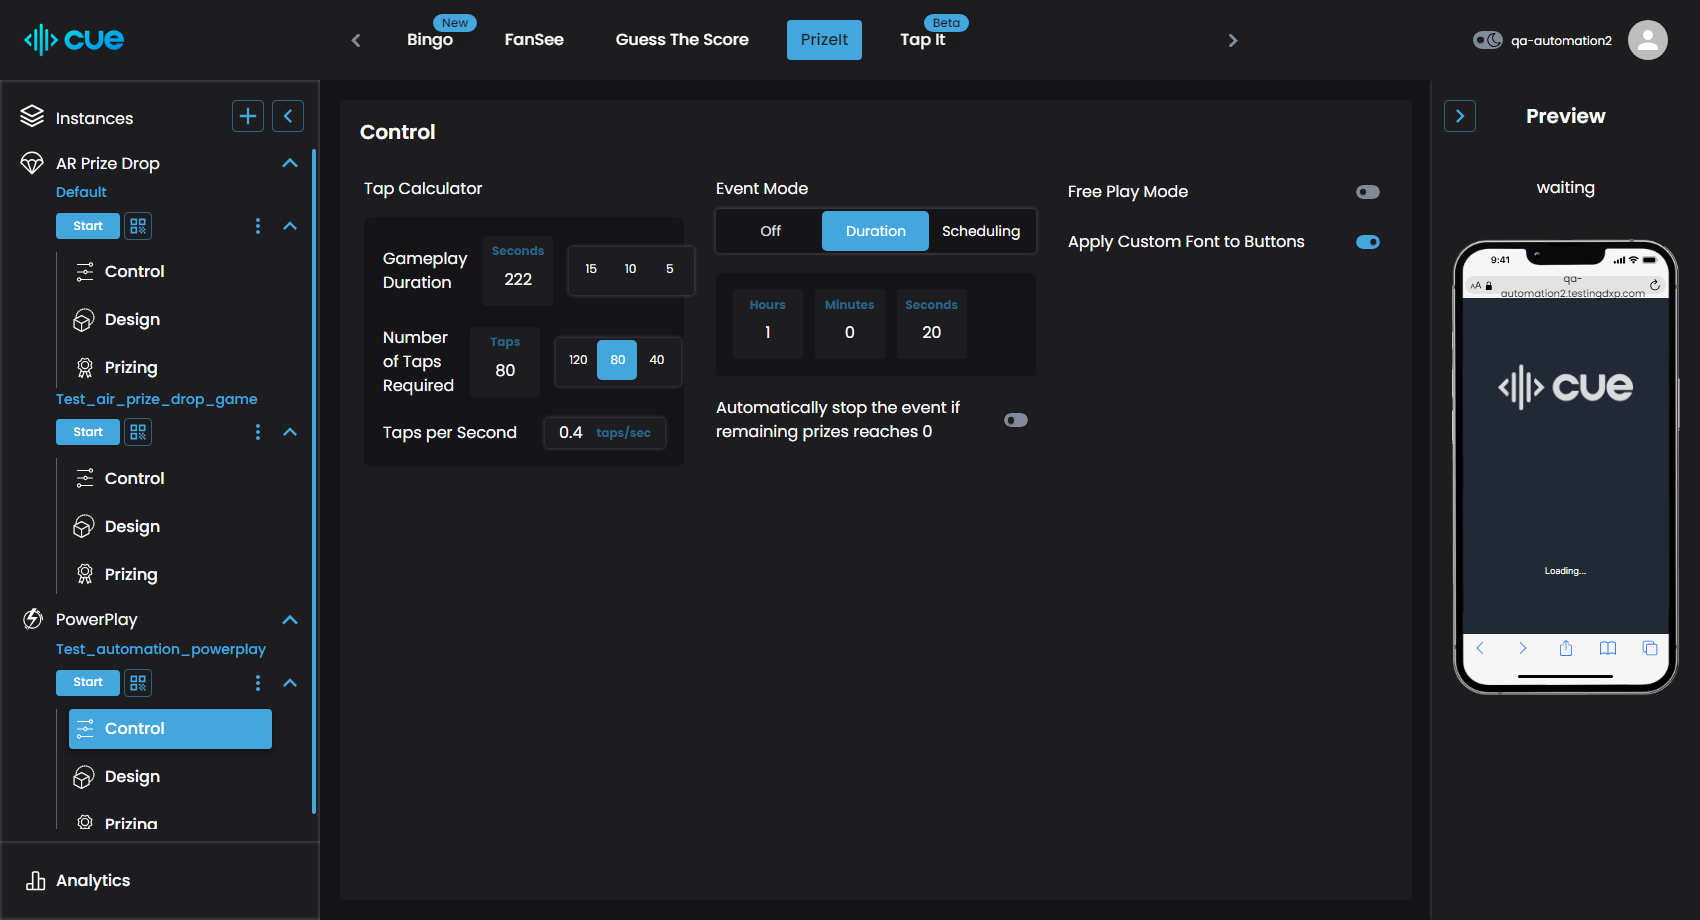 cue
Bingo
New
FanSee
Guess The Score
PrizeIt
Tap It
Beta
qa-automation2
Instances
AR Prize Drop
Default
Start
Control
Design
Prizing
Test_air_prize_drop_game
Start
Control
Design
Prizing
PowerPlay
Test_automation_powerplay
Start
Control
Design
Prizing
Analytics
Control
Tap Calculator
Gameplay
Duration
Seconds
222
15 10 5
Number
of Taps
Required
Taps
80
120 80 40
Taps per Second
0.4 taps/sec
Event Mode
Off Duration Scheduling
Hours Minutes Seconds
1 0 20
Automatically stop the event if
remaining prizes reaches 0
Free Play Mode
Apply Custom Font to Buttons
Preview
waiting
9:41
AA
qa-
automation2.testingdxp.com
cue
Loading...